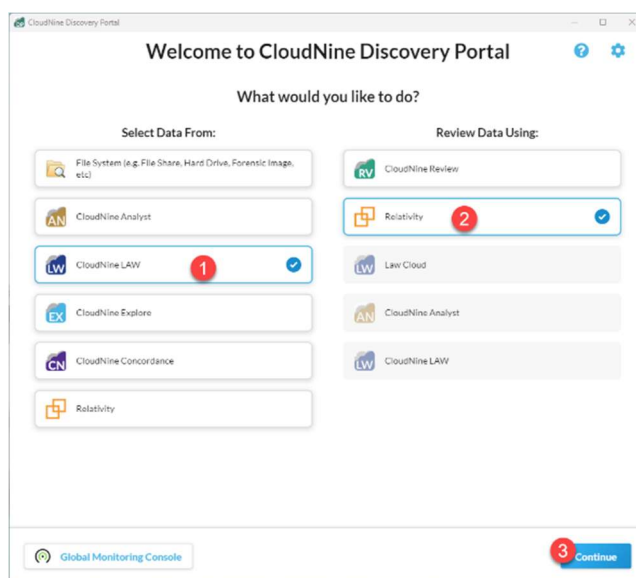 CloudNine Discovery Portal
Welcome to CloudNine Discovery Portal
What would you like to do?
Select Data From:
File System (e.g. File Share, Hard Drive, Forensic Image,
etc)
AN CloudNine Analyst
LW CloudNine LAW 1
EX CloudNine Explore
CN CloudNine Concordance
Relativity
Review Data Using:
RV CloudNine Review
Relativity 2
LW Law Cloud
AN CloudNine Analyst
LW CloudNine LAW
Global Monitoring Console
3 Continue